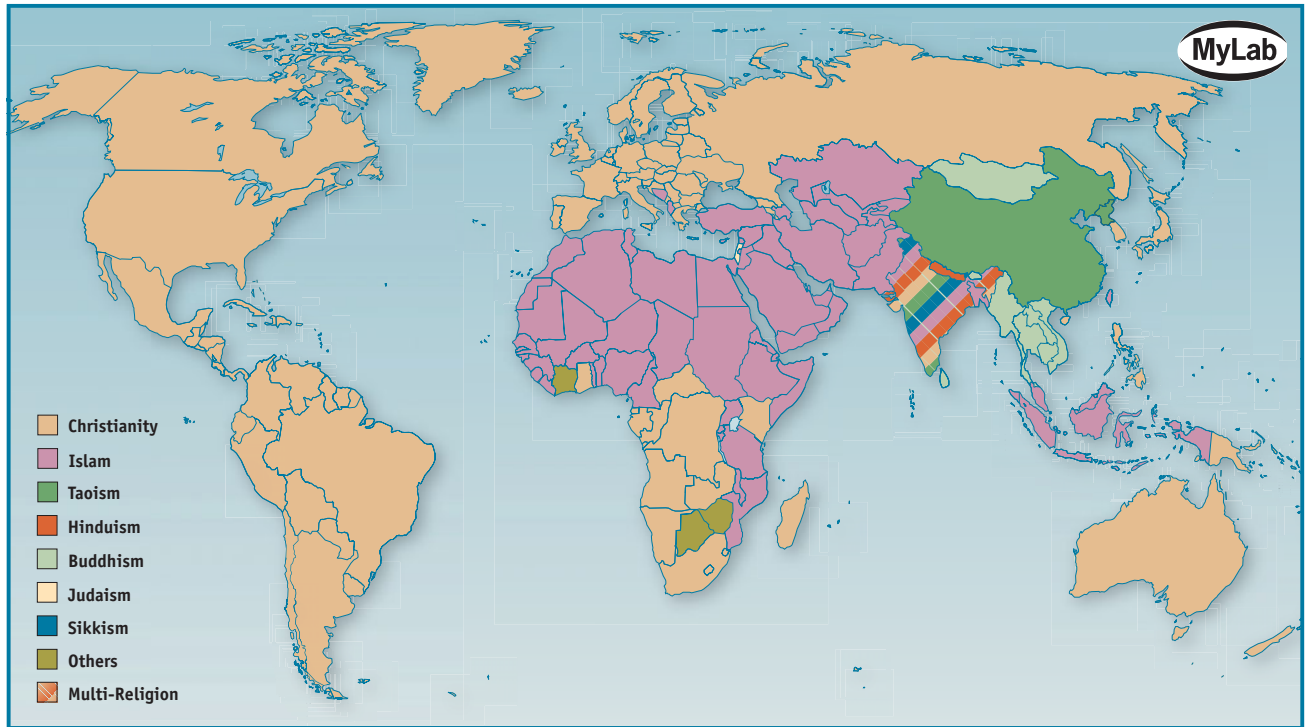 MyLab
Christianity
Islam
Taoism
Hinduism
Buddhism
Judaism
Sikkism
Others
Multi-Religion